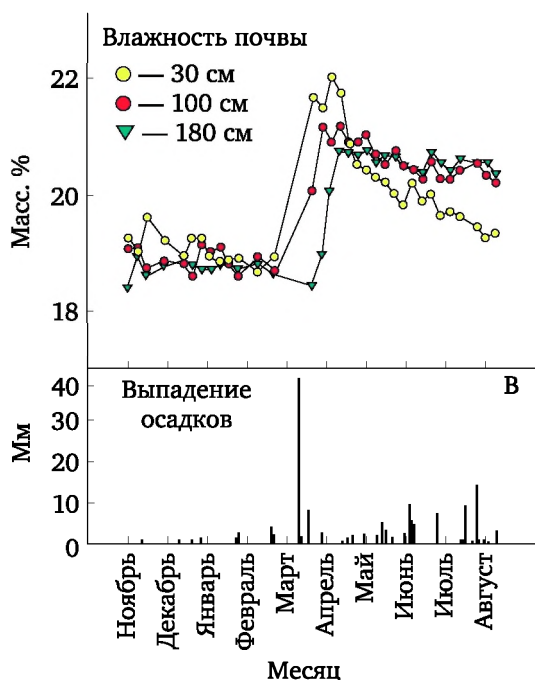 Влажность почвы
— 30 см
— 100 см
— 180 см
Масс. %
22
20
18
Выпадение
осадков
В
Мм
40
30
20
10
0
Ноябрь
Декабрь
Январь
Февраль
Март
Апрель
Май
Июнь
Июль
Август
Месяц